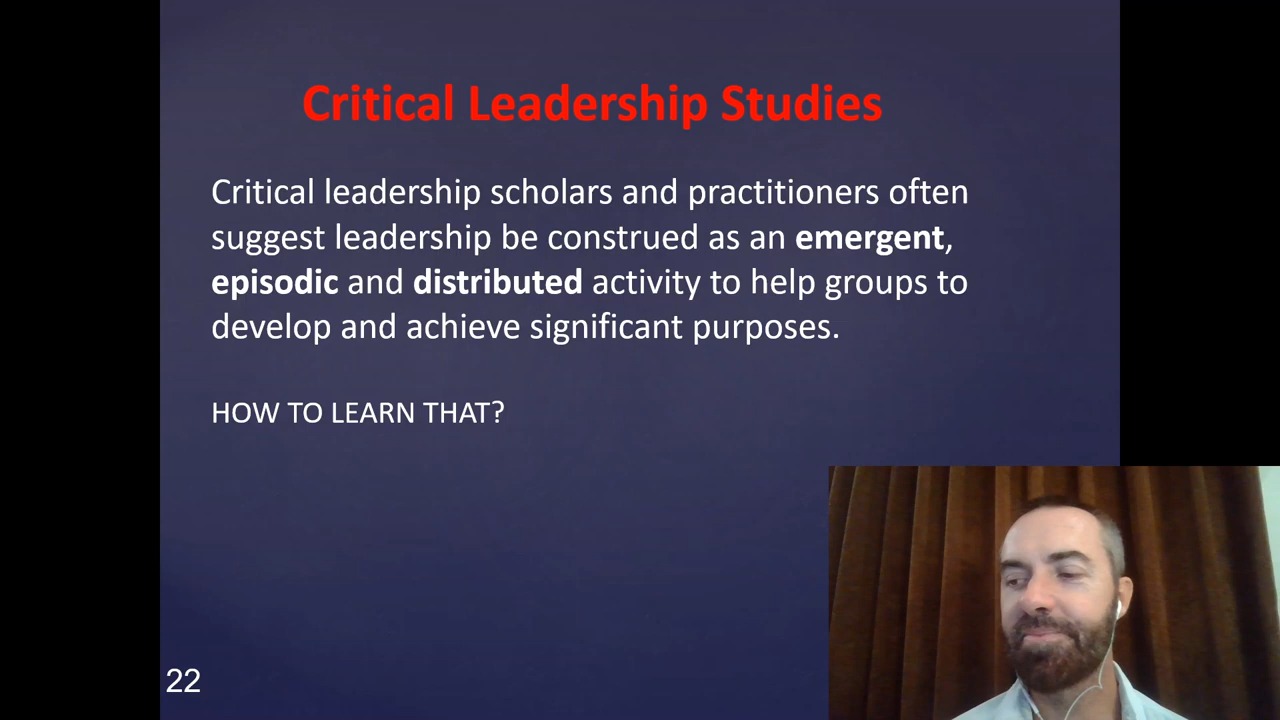 Critical Leadership Studies
Critical leadership scholars and practitioners often
suggest leadership be construed as an emergent,
episodic and distributed activity to help groups to
develop and achieve significant purposes.
HOW TO LEARN THAT?
22